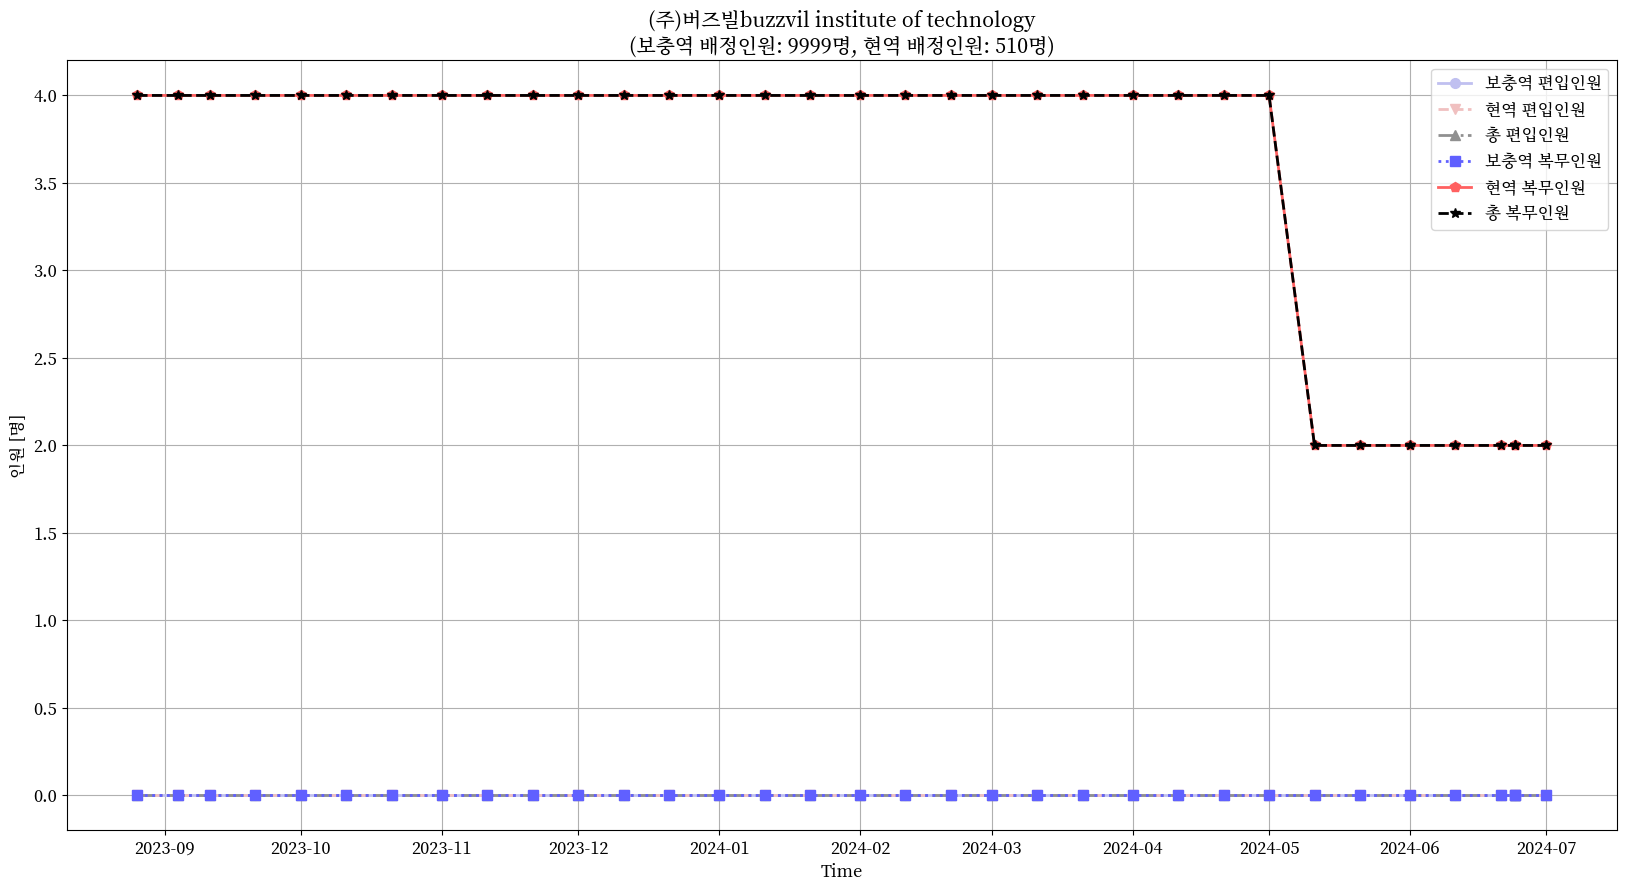 (주)버즈빌buzzvil institute of technology
(보충역 배정인원: 9999명, 현역 배정인원: 510명)
보충역 편입인원
현역 편입인원
총 편입인원
보충역 복무인원
현역 복무인원
총 복무인원
4.0
3.5
3.0
2.5
2.0
1.5
1.0
0.5
0.0
인원 [명]
2023-09 2023-10 2023-11 2023-12 2024-01 2024-02 2024-03 2024-04 2024-05 2024-06 2024-07
Time